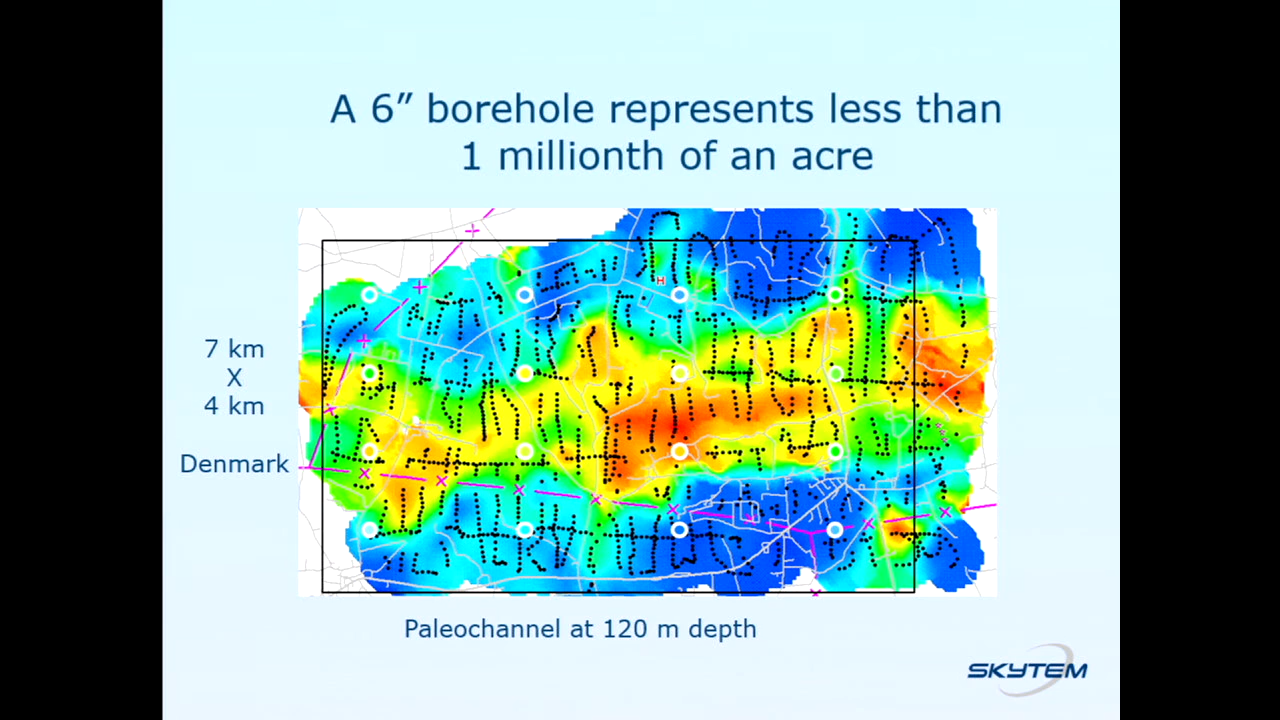 A 6” borehole represents less than
1 millionth of an acre
H
7 km
X
4 km
Denmark
Paleochannel at 120 m depth
SKYTEM